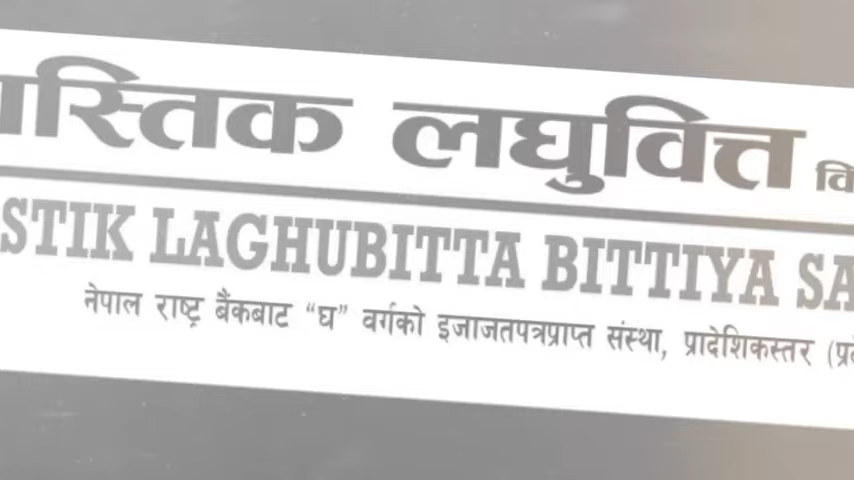 स्तिक लघुवित्त वि
STIK LAGHUBITTA BITTIYA SA
नेपाल राष्ट्र बैंकबाट “घ” वर्गको इजाजतपत्रप्राप्त संस्था, प्रादेशिकस्तर (प्र